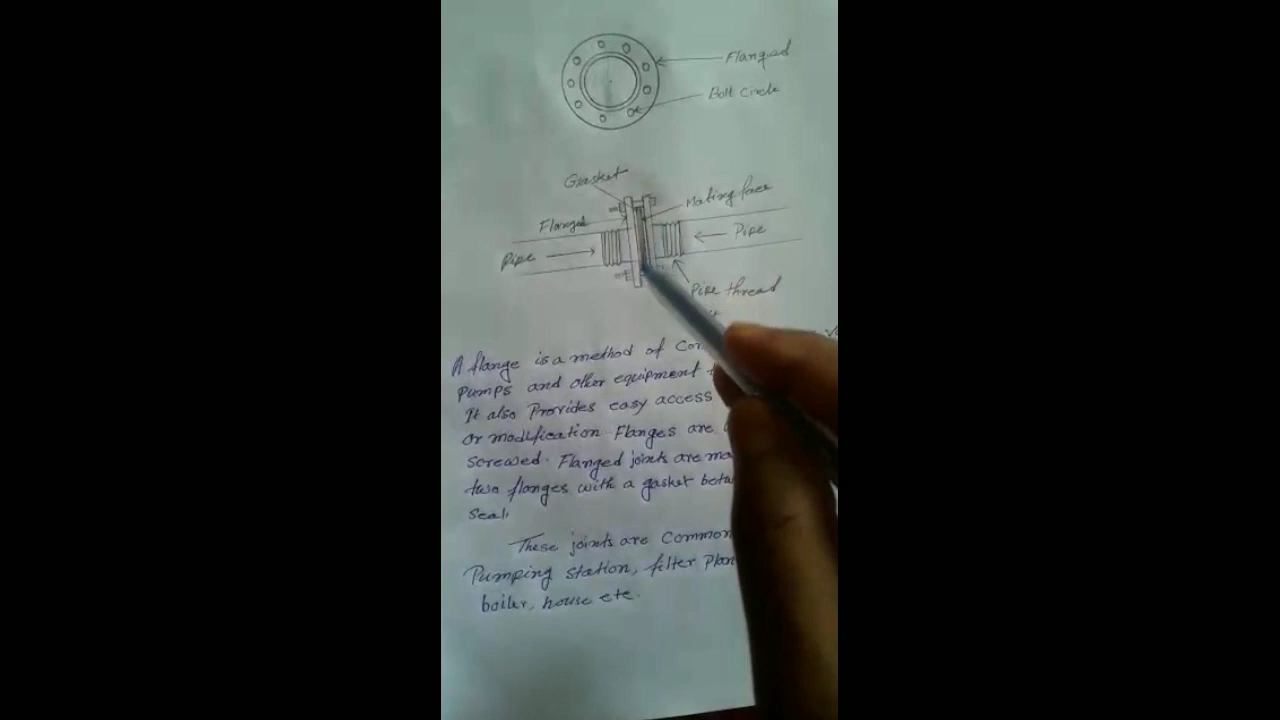 Flanged
Bolt circle
Gasket
Mating face
Flanged
Pipe
Pipe
Pipe thread
A flange is a method of
Pumps and other equipment
It also Provides easy access
or modification. Flanges are
screwed. Flanged joints are
two flanges with a gasket
seal.
These joints are Common
Pumping station, filter
boiler, house etc.